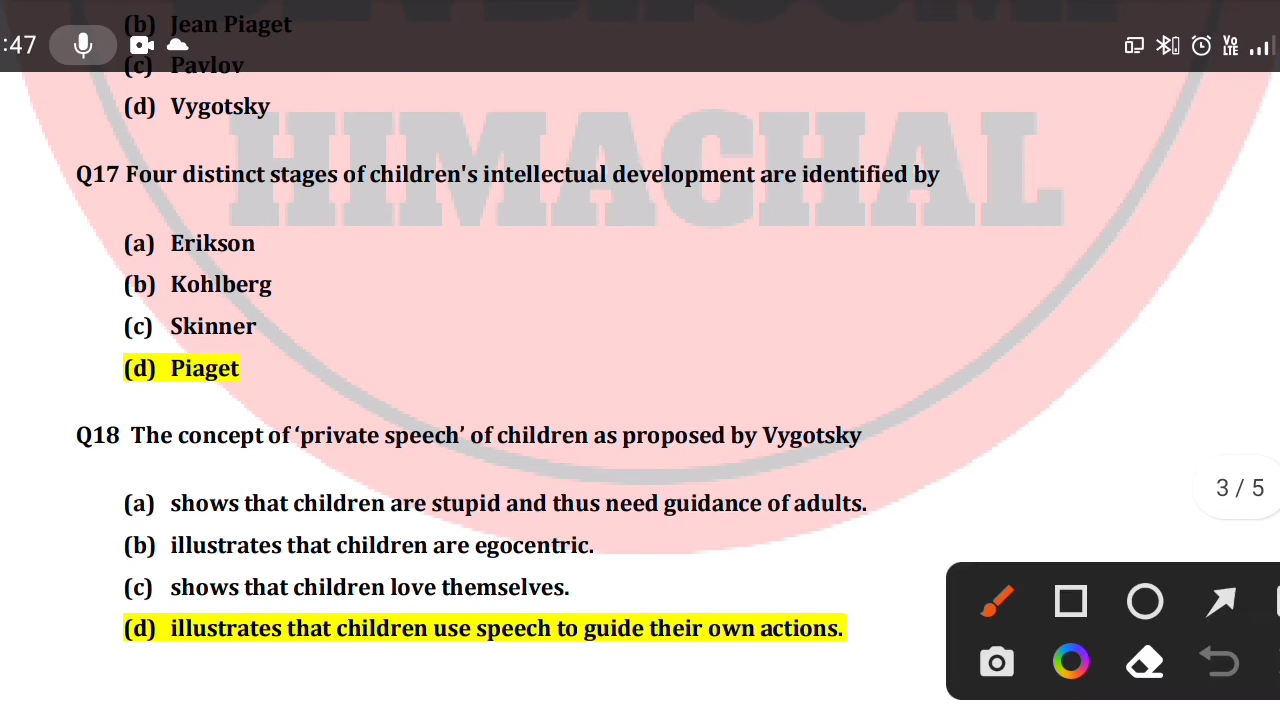 (b) Jean Piaget
:47
VoLTE
(c) Pavlov
(d) Vygotsky
HIMACHAL
Q17 Four distinct stages of children's intellectual development are identified by
(a) Erikson
(b) Kohlberg
(c) Skinner
(d) Piaget
Q18 The concept of ‘private speech’ of children as proposed by Vygotsky
(a) shows that children are stupid and thus need guidance of adults.
3 / 5
(b) illustrates that children are egocentric.
(c) shows that children love themselves.
(d) illustrates that children use speech to guide their own actions.